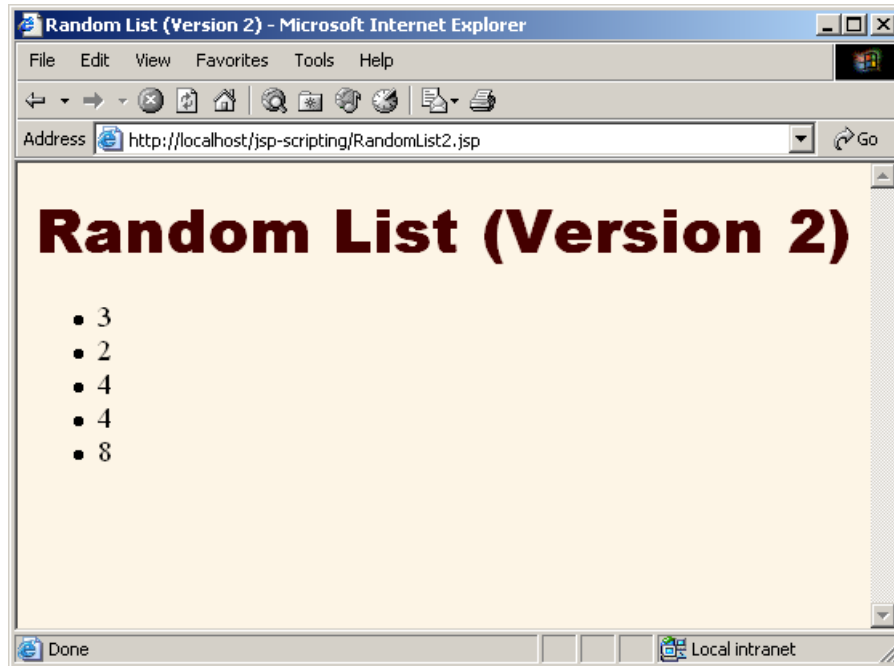 Random List (Version 2) - Microsoft Internet Explorer
File Edit View Favorites Tools Help
Address http://localhost/jsp-scripting/RandomList2.jsp Go
Random List (Version 2)
• 3
• 2
• 4
• 4
• 8
Done Local intranet